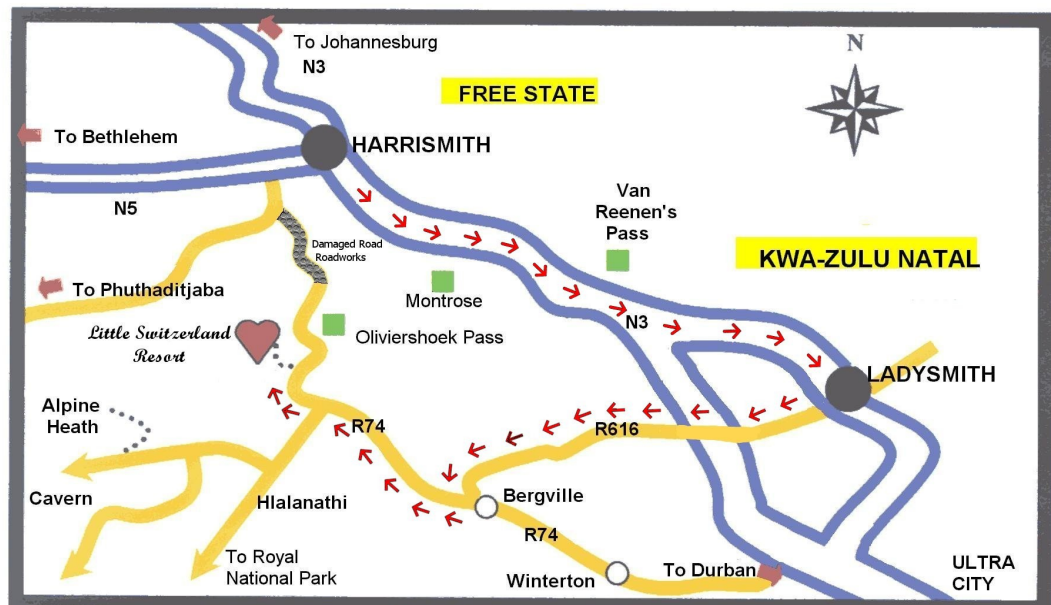 To Johannesburg
N3
N
FREE STATE
To Bethlehem
HARRISMITH
N5
Van
Reenen's
Pass
Damaged Road
Roadworks
KWA-ZULU NATAL
To Phuthaditjaba
Montrose
Little Switzerland
Resort
Oliviershoek Pass
N3
LADYSMITH
Alpine
Heath
R74
R616
Cavern
Hlalanathi
Bergville
R74
To Royal
National Park
Winterton
To Durban
ULTRA
CITY